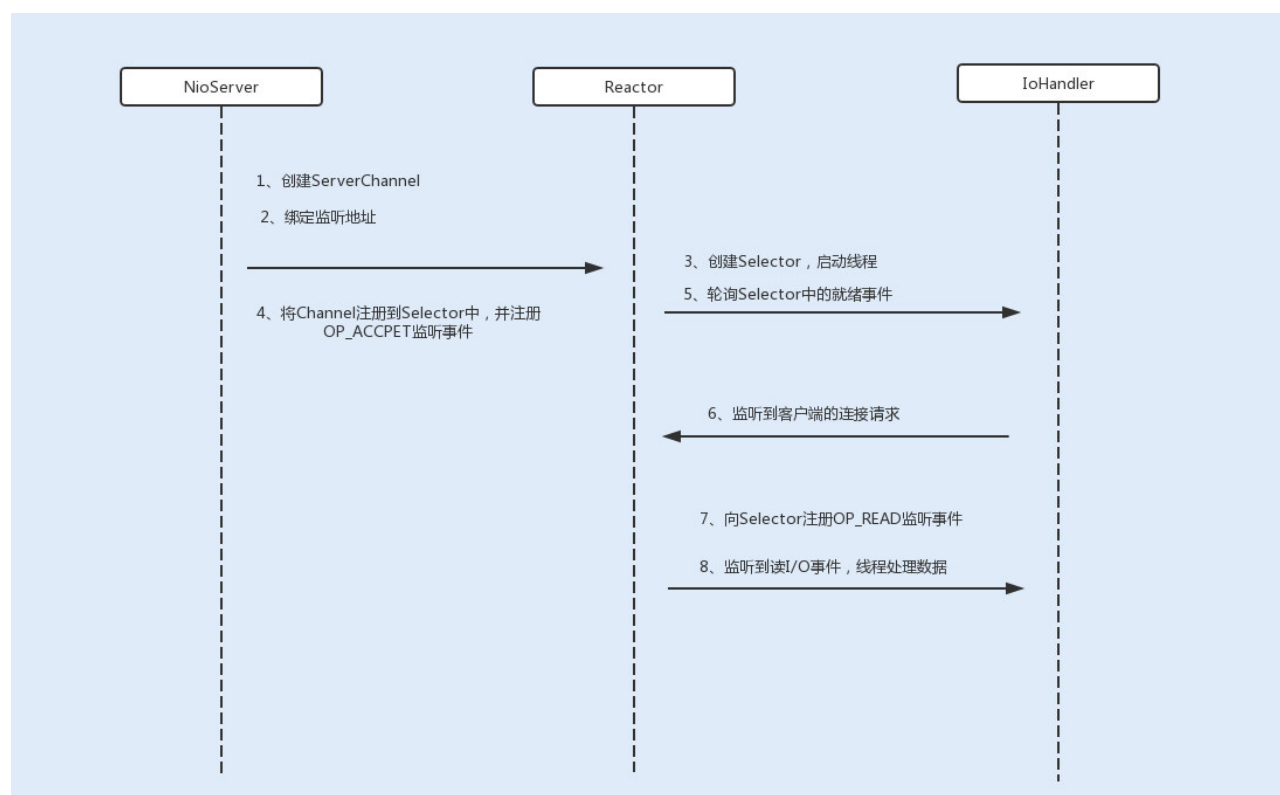 NioServer
Reactor
IoHandler
1、创建ServerChannel
2、绑定监听地址
3、创建Selector，启动线程
5、轮询Selector中的就绪事件
4、将Channel注册到Selector中，并注册
OP_ACCPET监听事件
6、监听到客户端的连接请求
7、向Selector注册OP_READ监听事件
8、监听到读I/O事件，线程处理数据